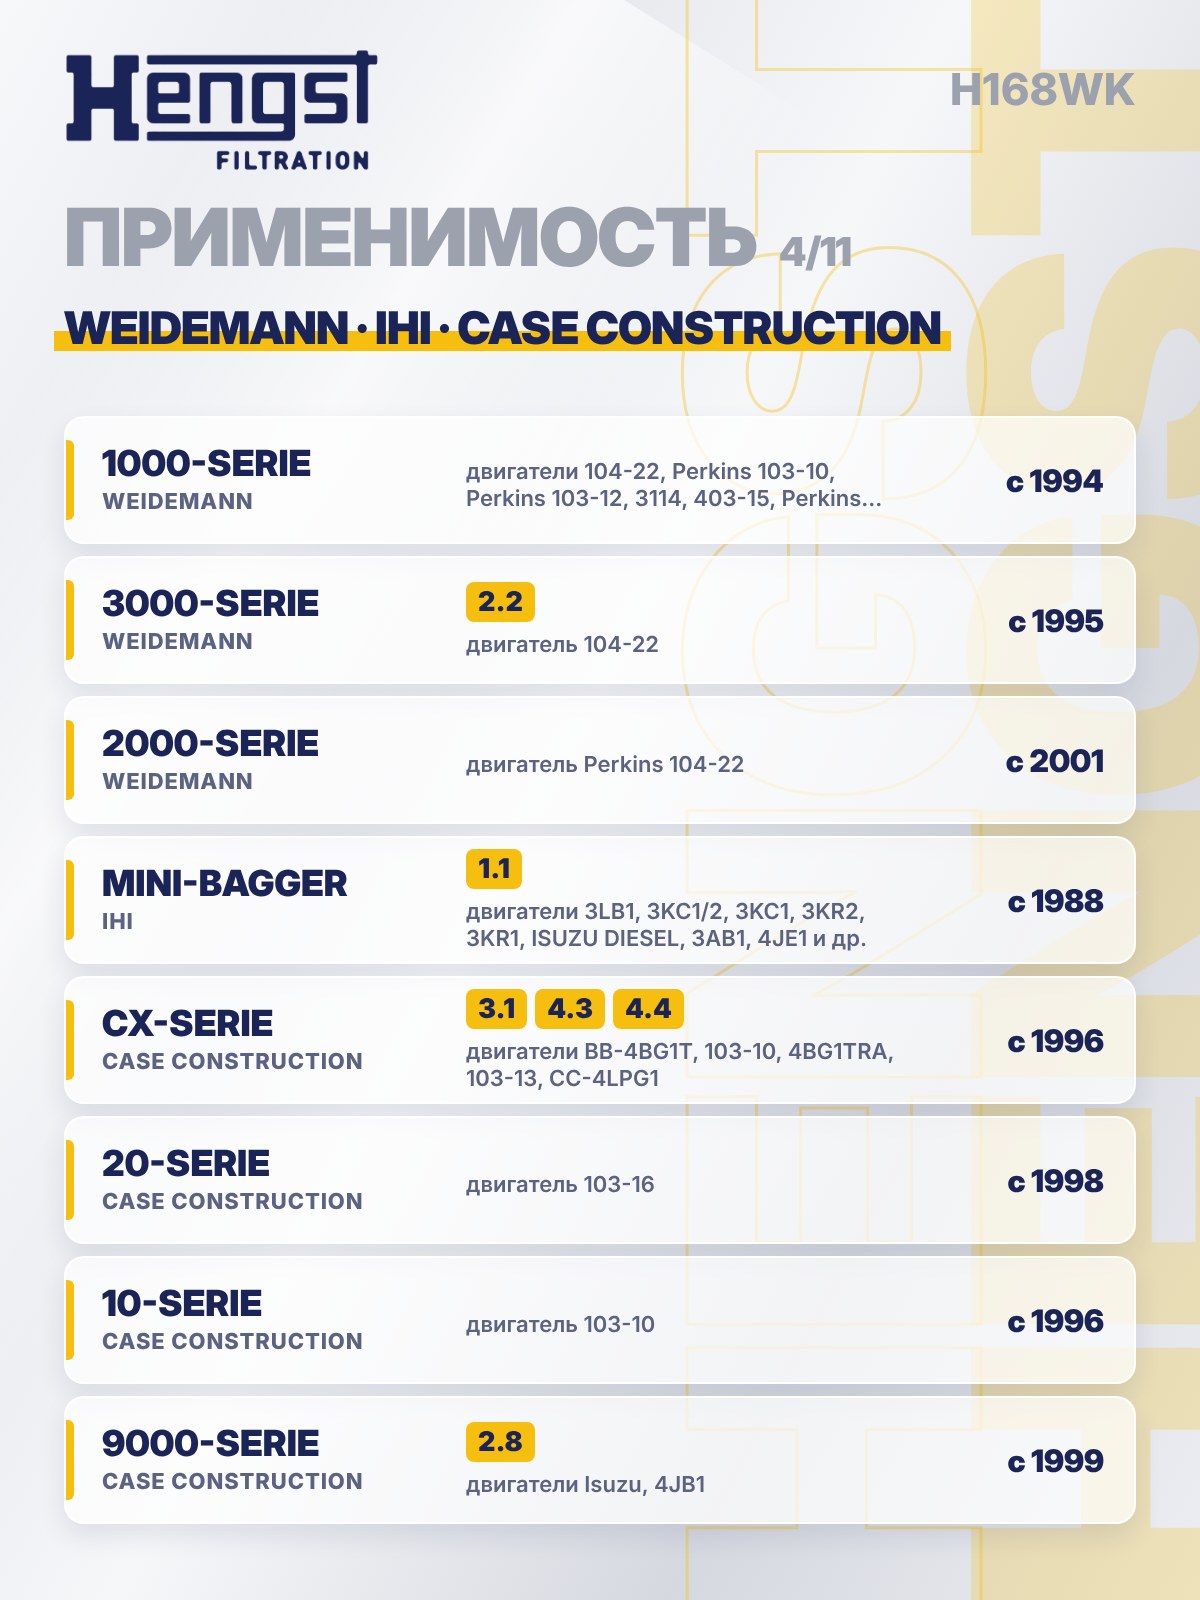 Hengst
FILTRATION
H168WK
ПРИМЕНИМОСТЬ 4/11
WEIDEMANN · IHI · CASE CONSTRUCTION
1000-SERIE
WEIDEMANN
двигатели 104-22, Perkins 103-10,
Perkins 103-12, 3114, 403-15, Perkins...
с 1994
3000-SERIE
WEIDEMANN
2.2
двигатель 104-22
с 1995
2000-SERIE
WEIDEMANN
двигатель Perkins 104-22
с 2001
MINI-BAGGER
IHI
1.1
двигатели 3LB1, 3KC1/2, 3KC1, 3KR2,
3KR1, ISUZU DIESEL, 3AB1, 4JE1 и др.
с 1988
CX-SERIE
CASE CONSTRUCTION
3.1 4.3 4.4
двигатели BB-4BG1T, 103-10, 4BG1TRA,
103-13, CC-4LPG1
с 1996
20-SERIE
CASE CONSTRUCTION
двигатель 103-16
с 1998
10-SERIE
CASE CONSTRUCTION
двигатель 103-10
с 1996
9000-SERIE
CASE CONSTRUCTION
2.8
двигатели Isuzu, 4JB1
с 1999
HENGST
HENGST